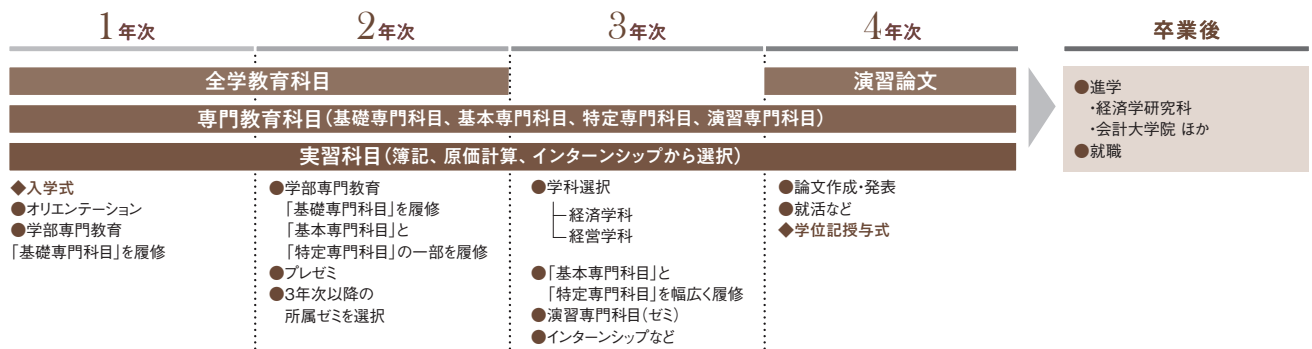 1年次
2年次
3年次
4年次
卒業後
全学教育科目
演習論文
専門教育科目(基礎専門科目、基本専門科目、特定専門科目、演習専門科目)
実習科目(簿記、原価計算、インターンシップから選択)
◆入学式
●オリエンテーション
●学部専門教育
「基礎専門科目」を履修
●学部専門教育
「基礎専門科目」を履修
「基本専門科目」と
「特定専門科目」の一部を履修
●プレゼミ
●3年次以降の
所属ゼミを選択
●学科選択
経済学科
経営学科
●「基本専門科目」と
「特定専門科目」を幅広く履修
●演習専門科目(ゼミ)
●インターンシップなど
●論文作成・発表
●就活など
◆学位記授与式
●進学
・経済学研究科
・会計大学院 ほか
●就職